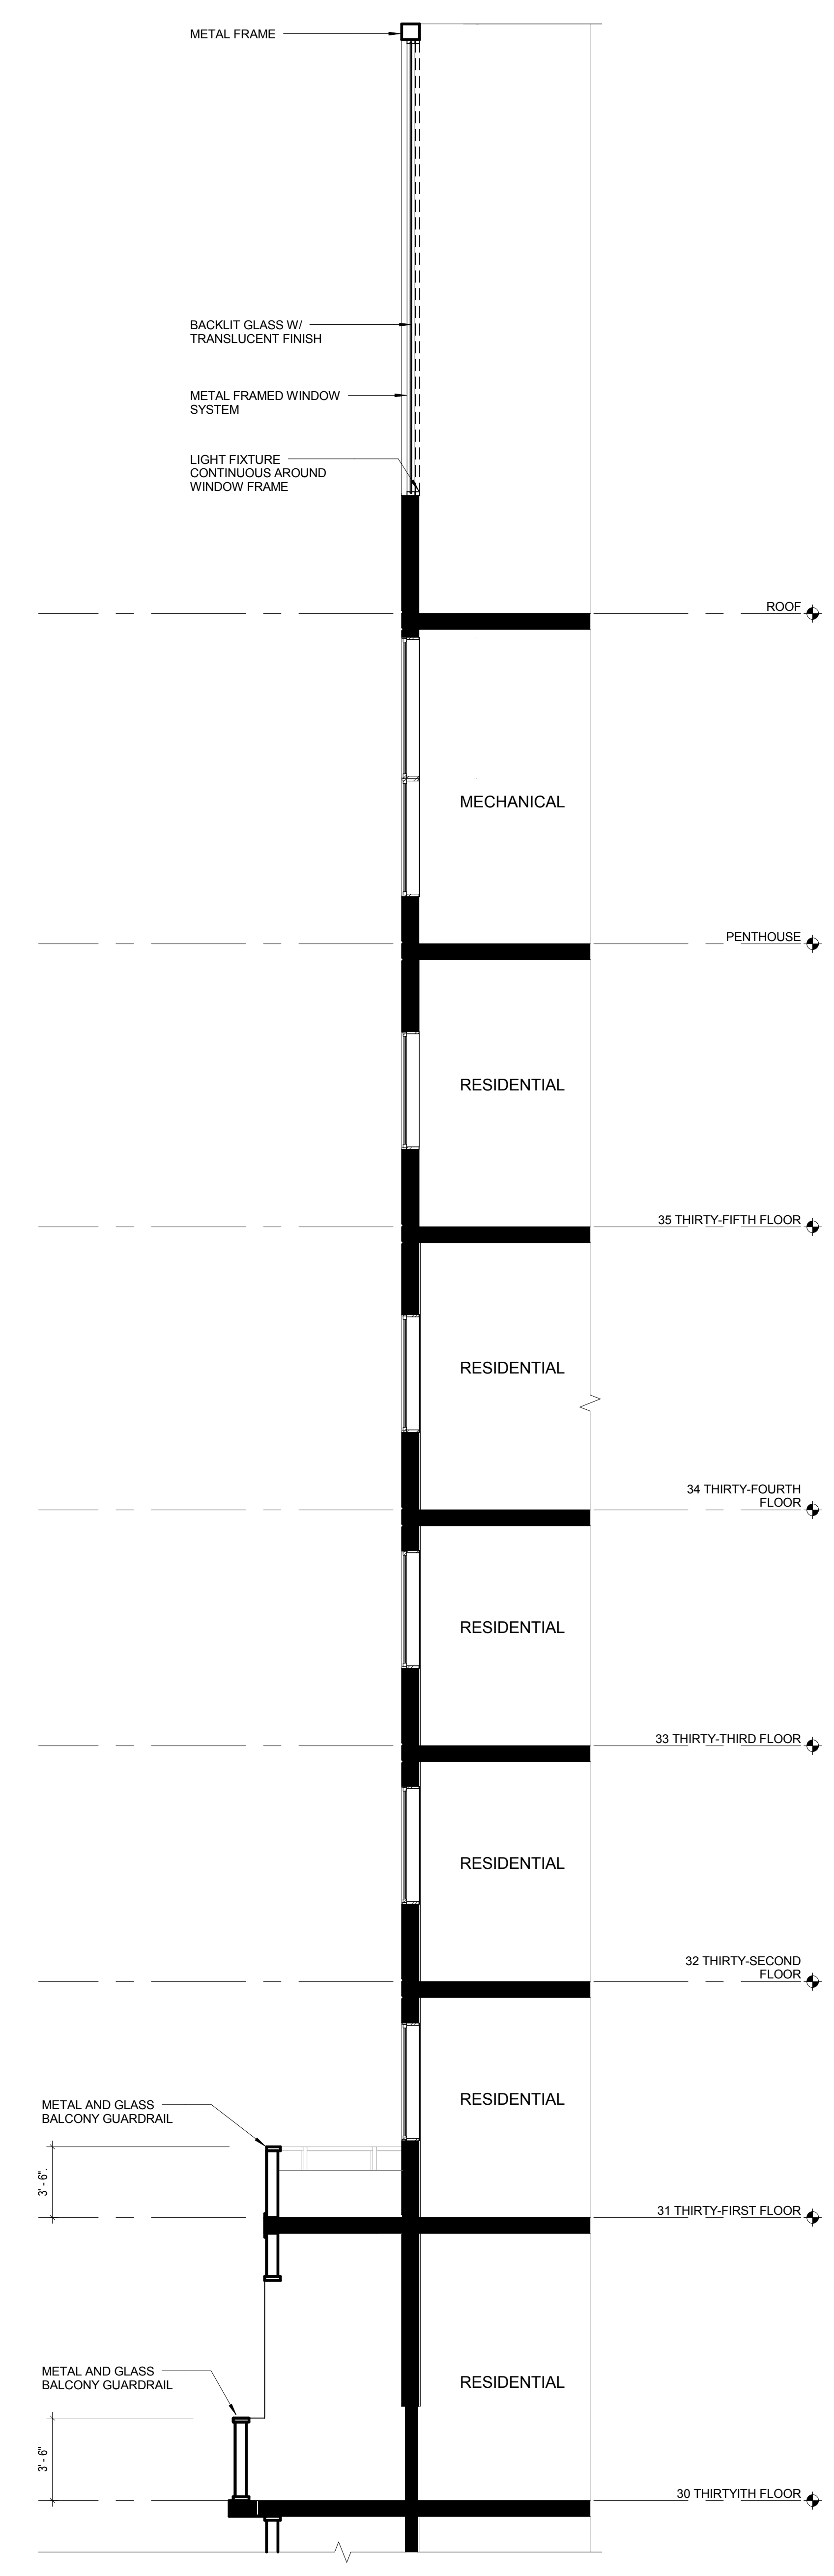 METAL FRAME
BACKLIT GLASS W/
TRANSLUCENT FINISH
METAL FRAMED WINDOW
SYSTEM
LIGHT FIXTURE
CONTINUOUS AROUND
WINDOW FRAME
ROOF
MECHANICAL
PENTHOUSE
RESIDENTIAL
35 THIRTY-FIFTH FLOOR
RESIDENTIAL
34 THIRTY-FOURTH
FLOOR
RESIDENTIAL
33 THIRTY-THIRD FLOOR
RESIDENTIAL
32 THIRTY-SECOND
FLOOR
RESIDENTIAL
METAL AND GLASS
BALCONY GUARDRAIL
3' - 6".
31 THIRTY-FIRST FLOOR
METAL AND GLASS
BALCONY GUARDRAIL
RESIDENTIAL
3' - 6"
30 THIRTYITH FLOOR